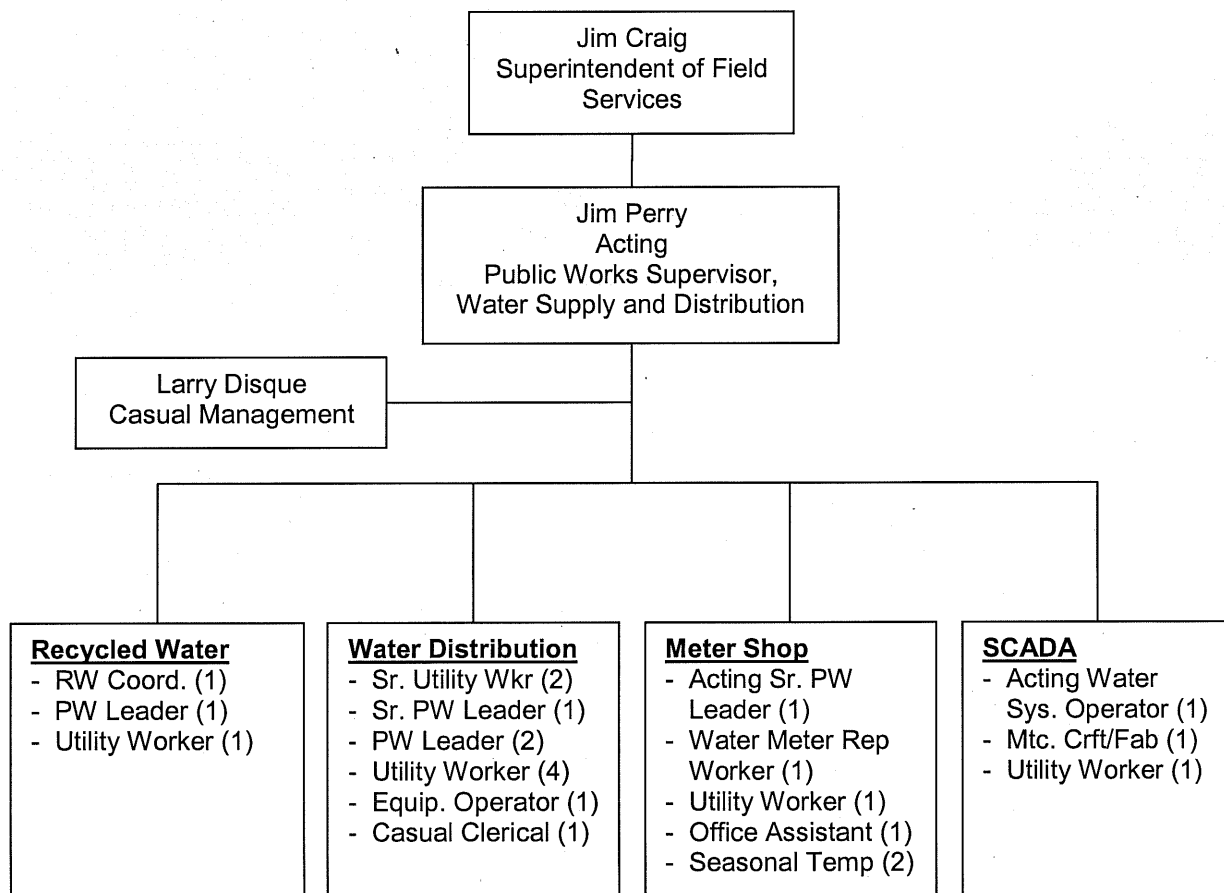 Jim Craig
Superintendent of Field
Services
Jim Perry
Acting
Public Works Supervisor,
Water Supply and Distribution
Larry Disque
Casual Management
Recycled Water
- RW Coord. (1)
- PW Leader (1)
- Utility Worker (1)
Water Distribution
- Sr. Utility Wkr (2)
- Sr. PW Leader (1)
- PW Leader (2)
- Utility Worker (4)
- Equip. Operator (1)
- Casual Clerical (1)
Meter Shop
- Acting Sr. PW
Leader (1)
- Water Meter Rep
Worker (1)
- Utility Worker (1)
- Office Assistant (1)
- Seasonal Temp (2)
SCADA
- Acting Water
Sys. Operator (1)
- Mtc. Crft/Fab (1)
- Utility Worker (1)